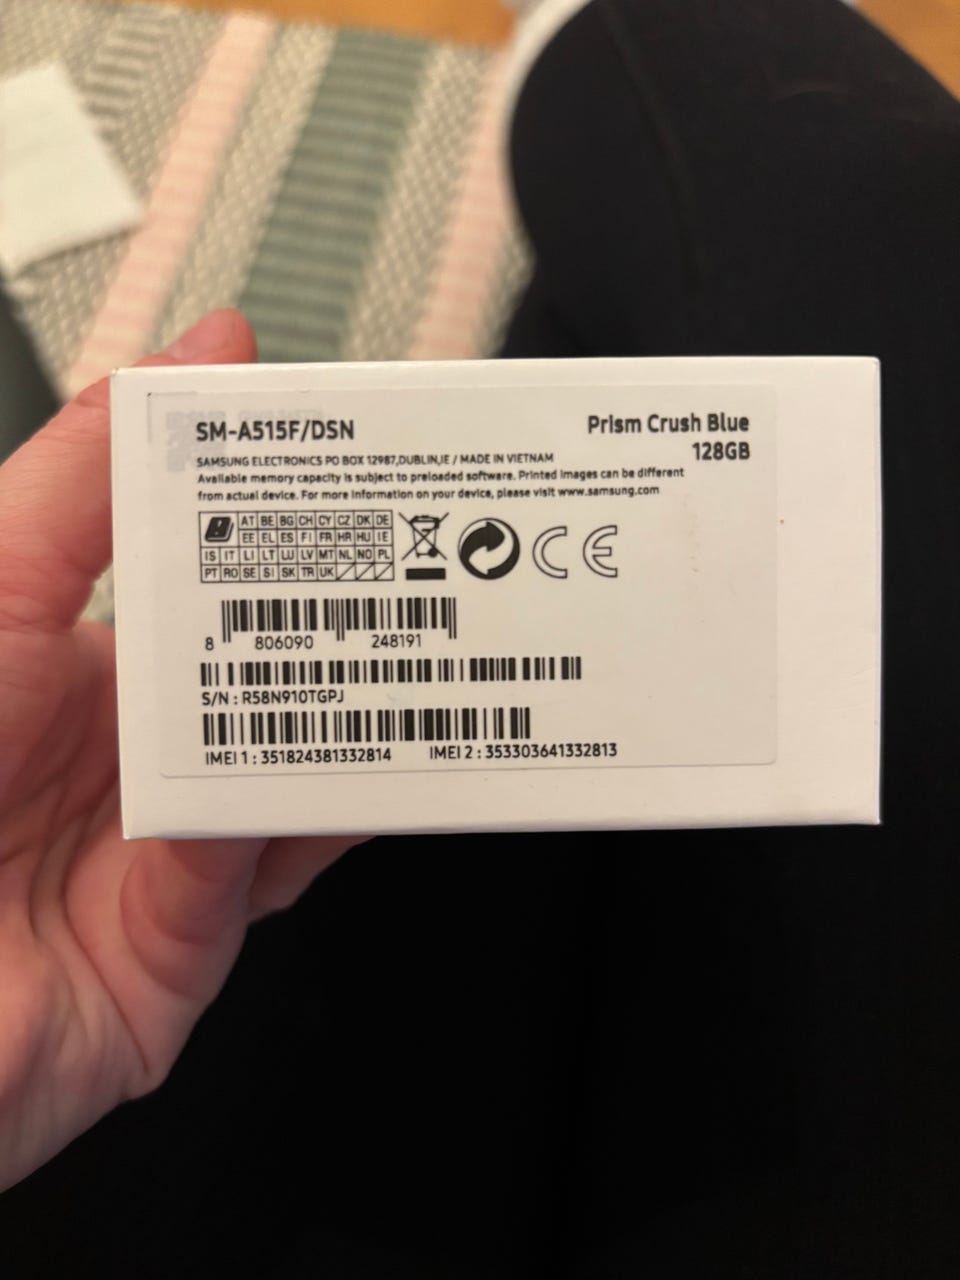 SM-A515F/DSN
Prism Crush Blue
128GB
SAMSUNG ELECTRONICS PO BOX 12987,DUBLIN,IE / MADE IN VIETNAM
Available memory capacity is subject to preloaded software. Printed images can be different
from actual device. For more information on your device, please visit www.samsung.com
AT BE BG CH CY CZ DK DE
EE EL ES FI FR HR HU IE
IS IT LI LT LU LV MT NL NO PL
PT RO SE SI SK TR UK
CE
8 806090 248191
S/N : R58N910TGPJ
IMEI 1 : 351824381332814 IMEI 2 : 353303641332813